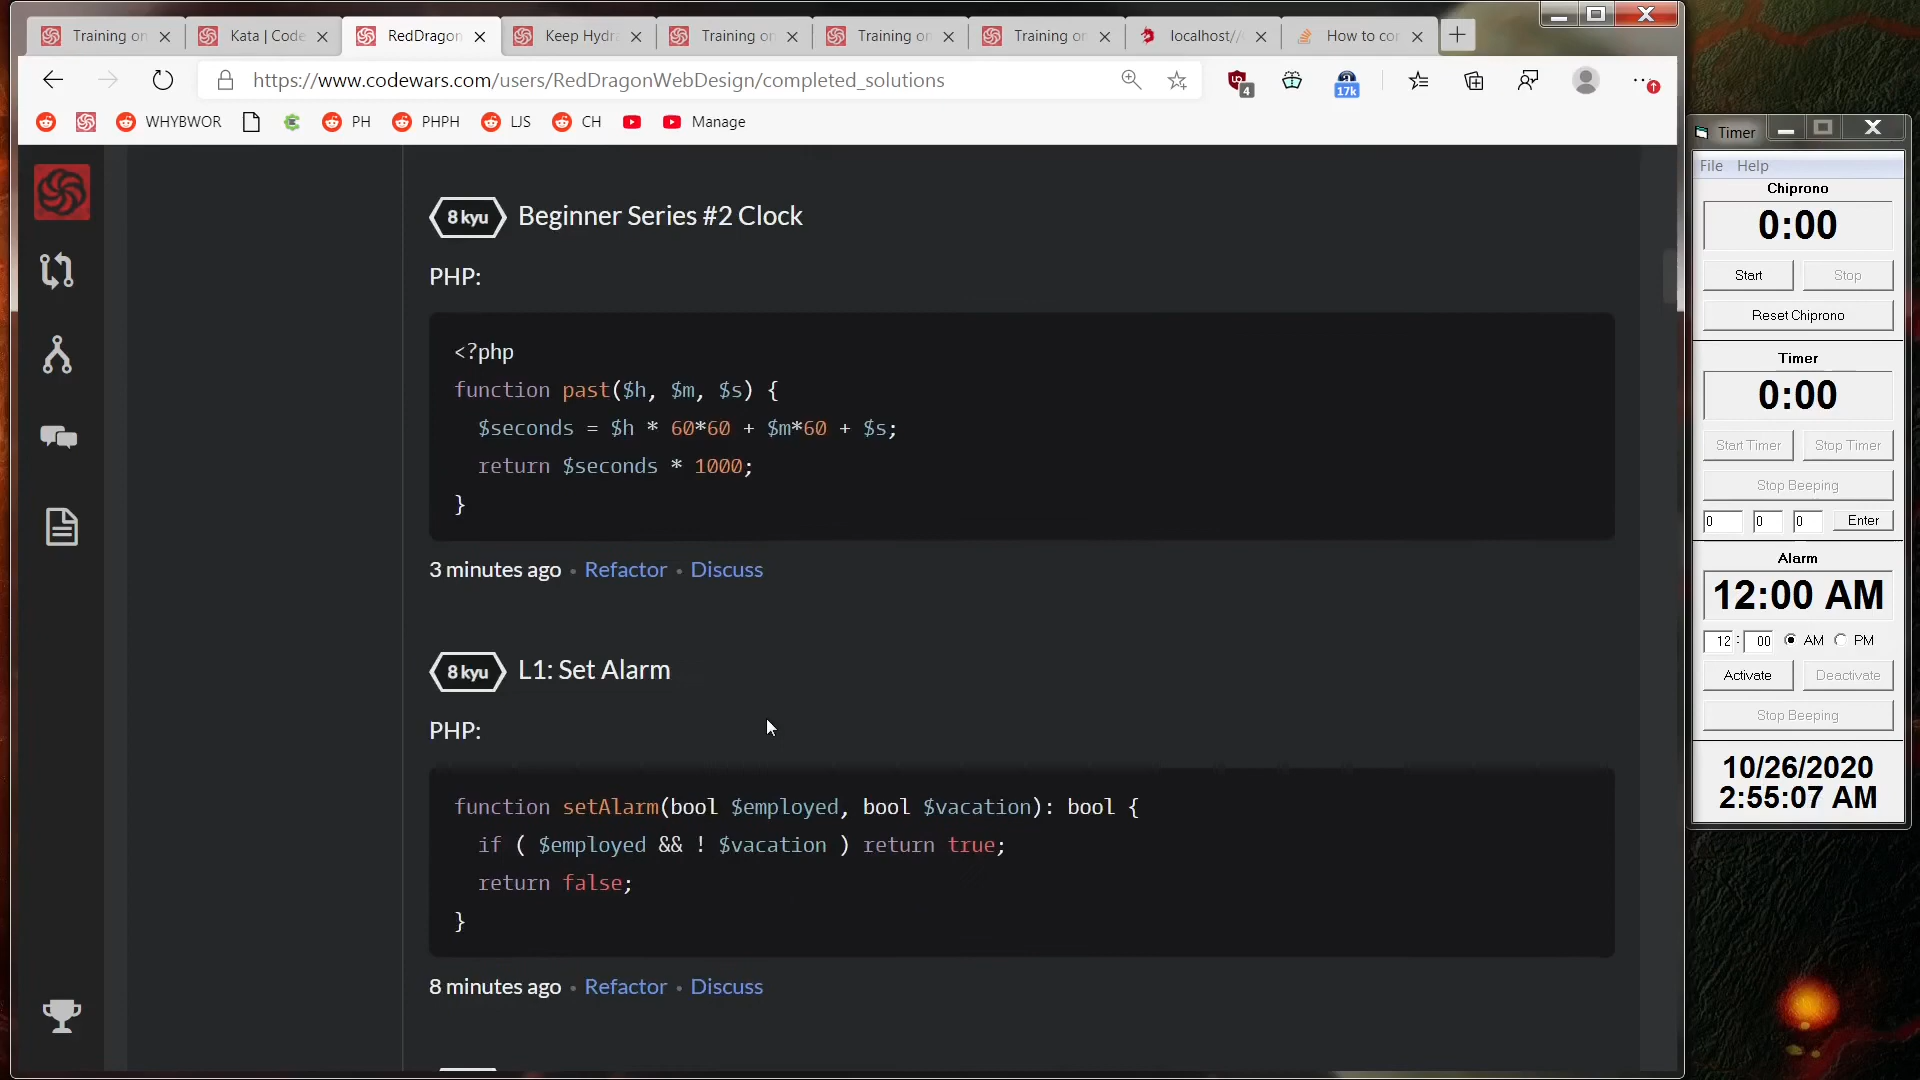 Training on
Kata | Code
RedDragon
Keep Hydra
Training on
Training on
Training on
localhost//
How to con
https://www.codewars.com/users/RedDragonWebDesign/completed_solutions
4
17k
WHYBWOR
PH
PHPH
LJS
CH
Manage
8 kyu Beginner Series #2 Clock
PHP:
<?php
function past($h, $m, $s) {
$seconds = $h * 60*60 + $m*60 + $s;
return $seconds * 1000;
}
3 minutes ago • Refactor • Discuss
8 kyu L1: Set Alarm
PHP:
function setAlarm(bool $employed, bool $vacation): bool {
if ( $employed && ! $vacation ) return true;
return false;
}
8 minutes ago • Refactor • Discuss
Timer
File Help
Chiprono
0:00
Start Stop
Reset Chiprono
Timer
0:00
Start Timer Stop Timer
Stop Beeping
0 0 0 Enter
Alarm
12:00 AM
12 : 00 AM PM
Activate Deactivate
Stop Beeping
10/26/2020
2:55:07 AM